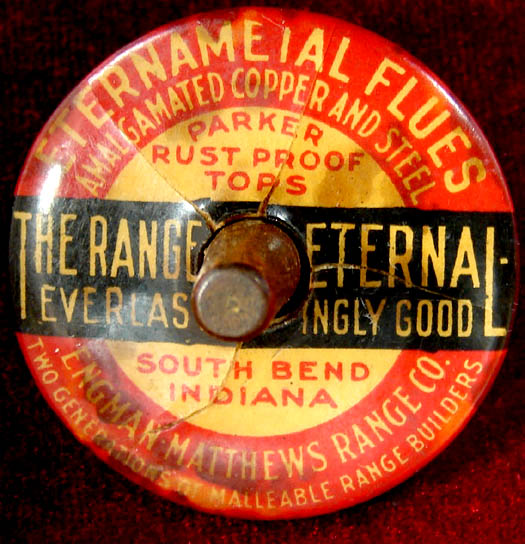 ETERNAMETAL FLUES
AMALGAMATED COPPER AND STEEL
PARKER
RUST PROOF
TOPS
THE RANGE ETERNAL-
EVERLAS INGLY GOOD
SOUTH BEND
INDIANA
ENGMAN-MATTHEWS RANGE CO.
TWO GENERATIONS OF MALLEABLE RANGE BUILDERS